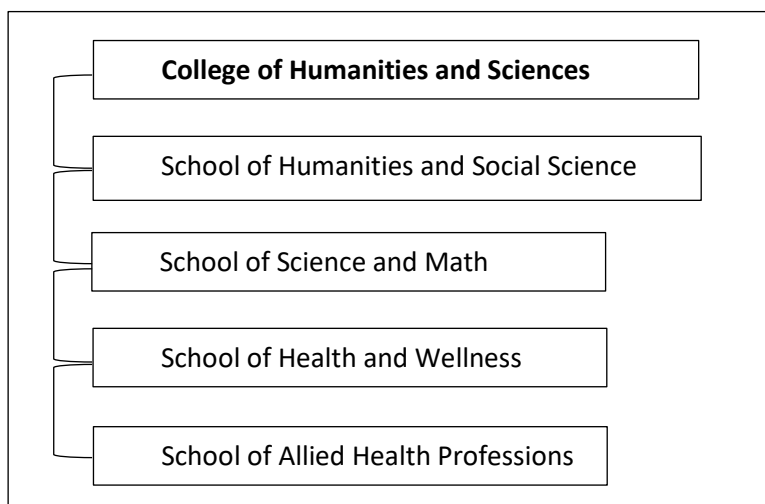 College of Humanities and Sciences
School of Humanities and Social Science
School of Science and Math
School of Health and Wellness
School of Allied Health Professions